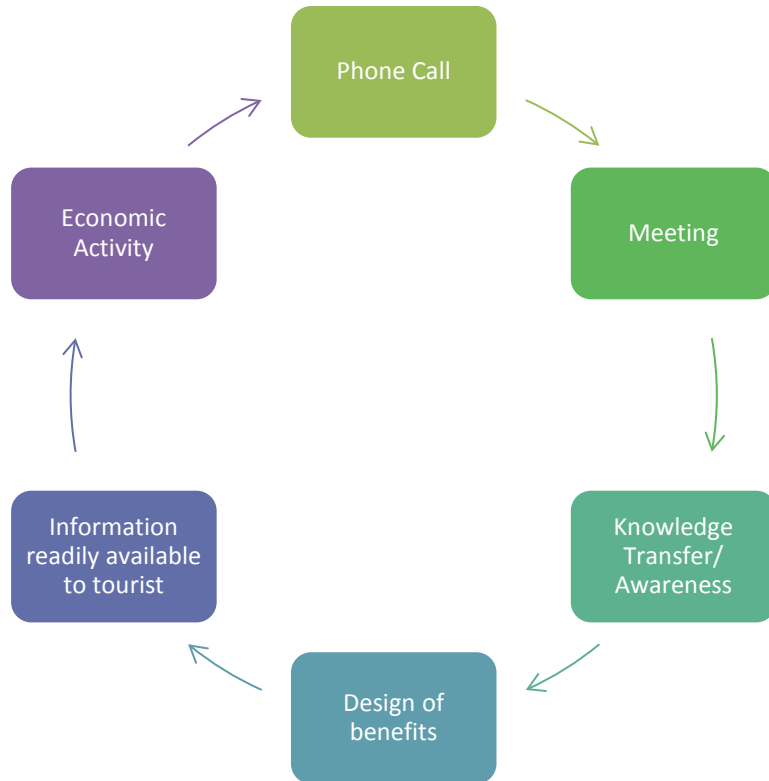 Phone Call
Meeting
Knowledge
Transfer/
Awareness
Design of
benefits
Information
readily available
to tourist
Economic
Activity